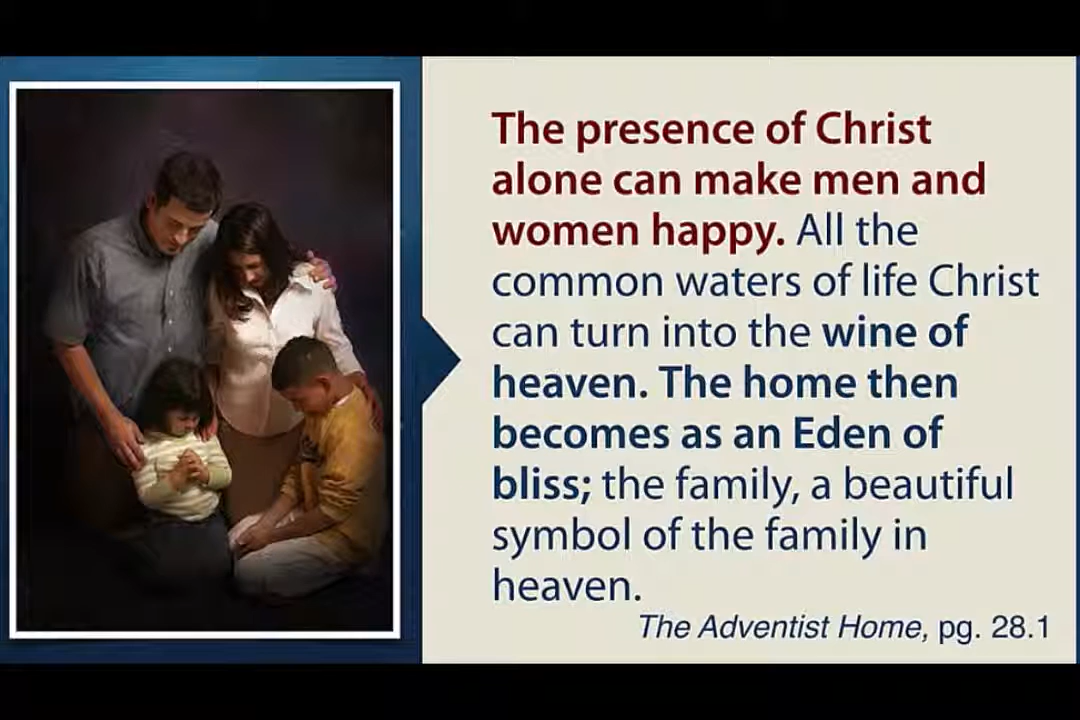 The presence of Christ
alone can make men and
women happy. All the
common waters of life Christ
can turn into the wine of
heaven. The home then
becomes as an Eden of
bliss; the family, a beautiful
symbol of the family in
heaven.
The Adventist Home, pg. 28.1